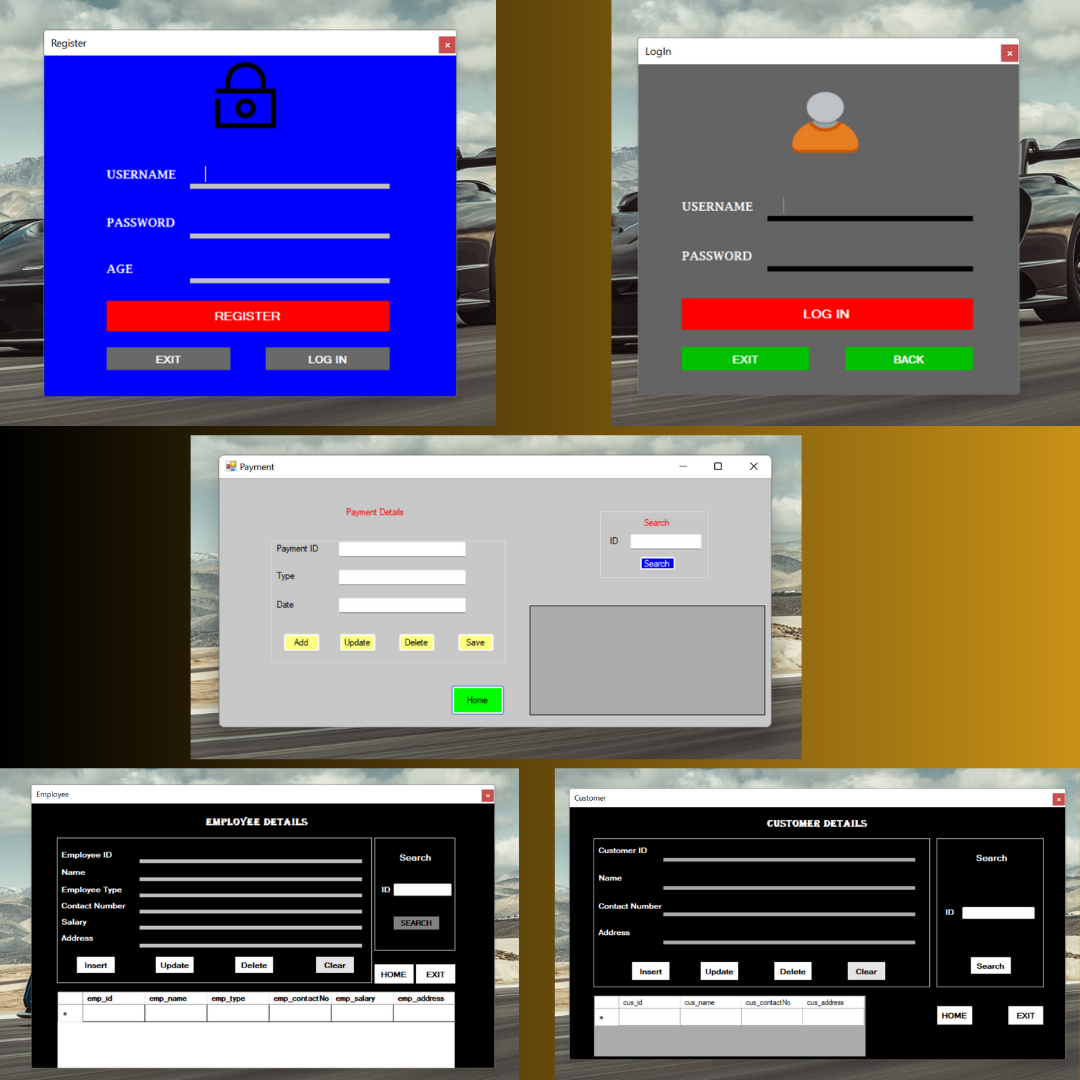 Register
USERNAME
PASSWORD
AGE
REGISTER
EXIT LOG IN
LogIn
USERNAME
PASSWORD
LOG IN
EXIT BACK
Payment
Payment Details
Payment ID
Type
Date
Add Update Delete Save
Home
Search
ID
Search
Employee
EMPLOYEE DETAILS
Employee ID
Name
Employee Type
Contact Number
Salary
Address
Insert Update Delete Clear
Search
ID
SEARCH
HOME EXIT
emp_id emp_name emp_type emp_contactNo emp_salary emp_address
Customer
CUSTOMER DETAILS
Customer ID
Name
Contact Number
Address
Insert Update Delete Clear
Search
ID
Search
cus_id cus_name cus_contactNo cus_address
HOME EXIT